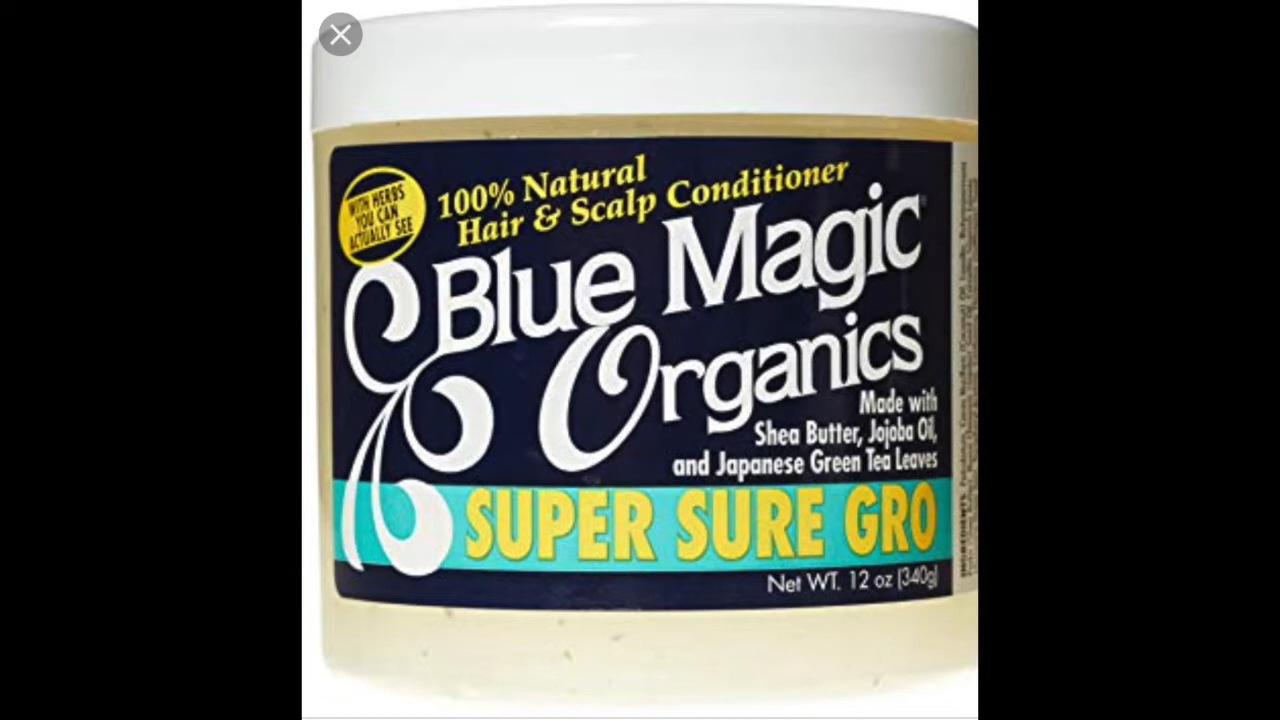 WITH HERBS
YOU CAN
ACTUALLY SEE
100% Natural
Hair & Scalp Conditioner
Blue Magic
Organics
Made with
Shea Butter, Jojoba Oil,
and Japanese Green Tea Leaves
SUPER SURE GRO
Net WT. 12 oz (340g)
INGREDIENTS: